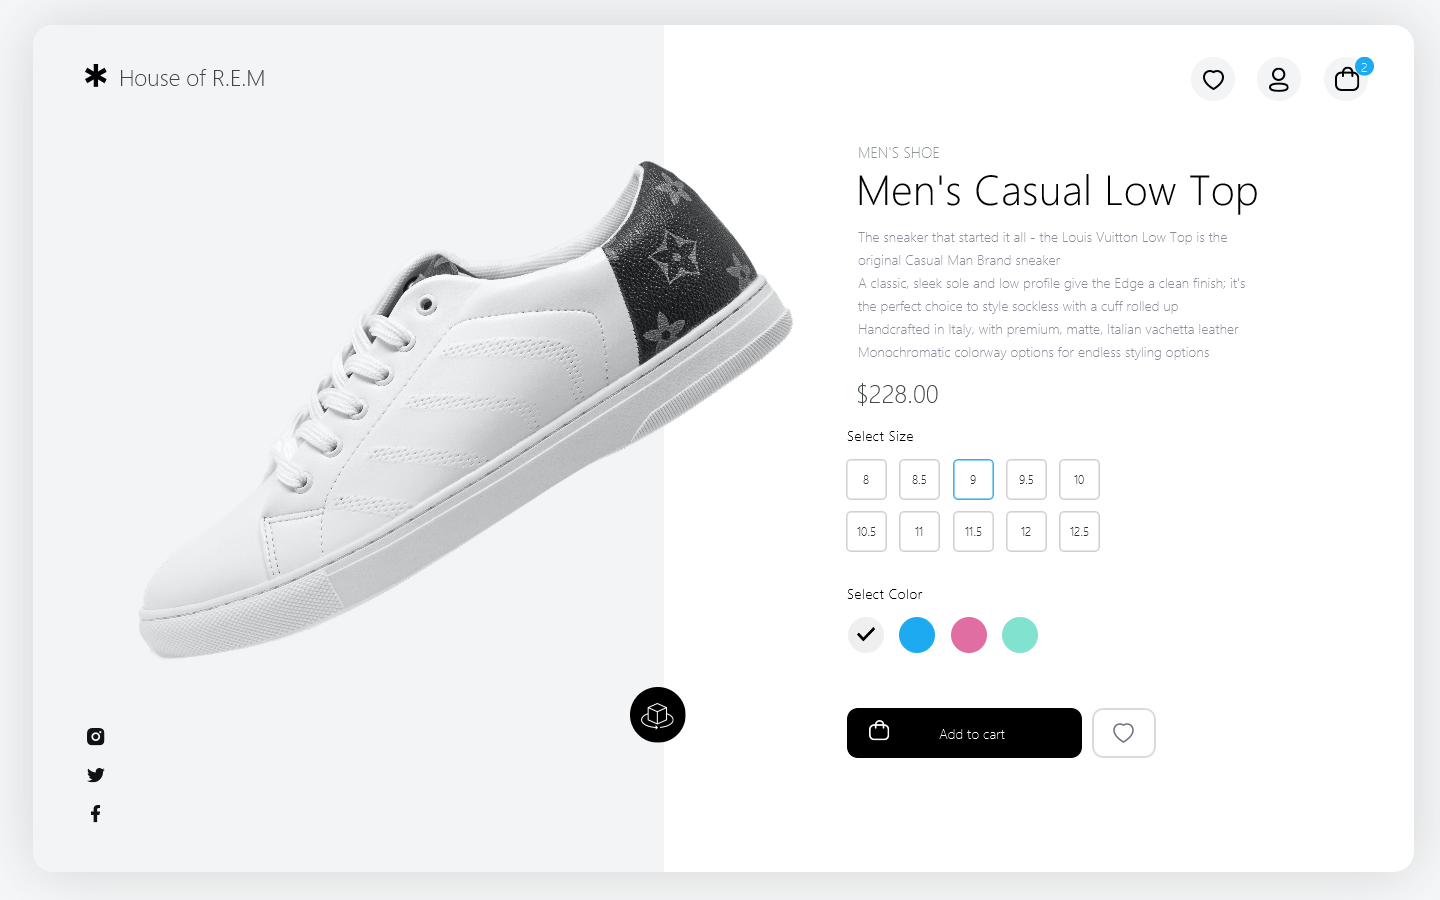 House of R.E.M
2
MEN'S SHOE
Men's Casual Low Top
The sneaker that started it all - the Louis Vuitton Low Top is the
original Casual Man Brand sneaker
A classic, sleek sole and low profile give the Edge a clean finish; it's
the perfect choice to style sockless with a cuff rolled up
Handcrafted in Italy, with premium, matte, Italian vachetta leather
Monochromatic colorway options for endless styling options
$228.00
Select Size
8 8.5 9 9.5 10
10.5 11 11.5 12 12.5
Select Color
Add to cart